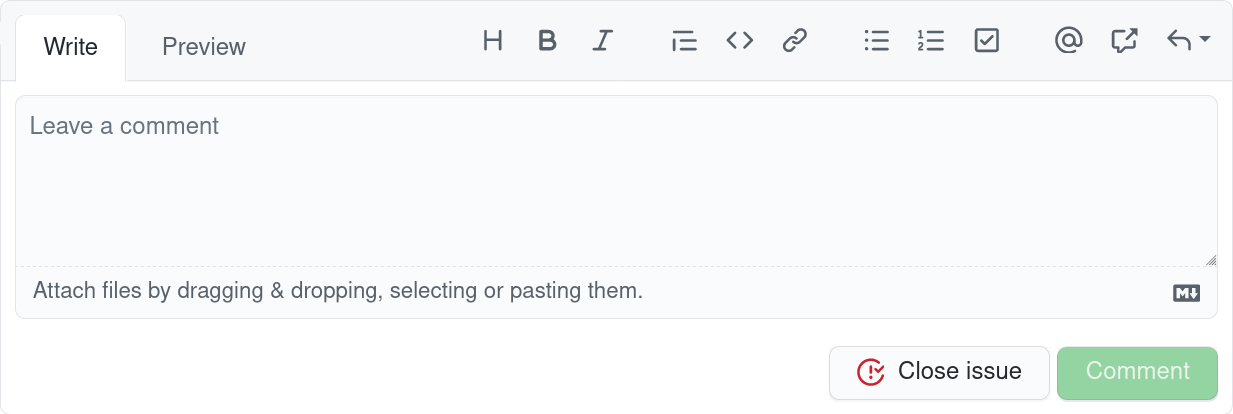 Write Preview H B I
Leave a comment
Attach files by dragging & dropping, selecting or pasting them.
M
Close issue Comment